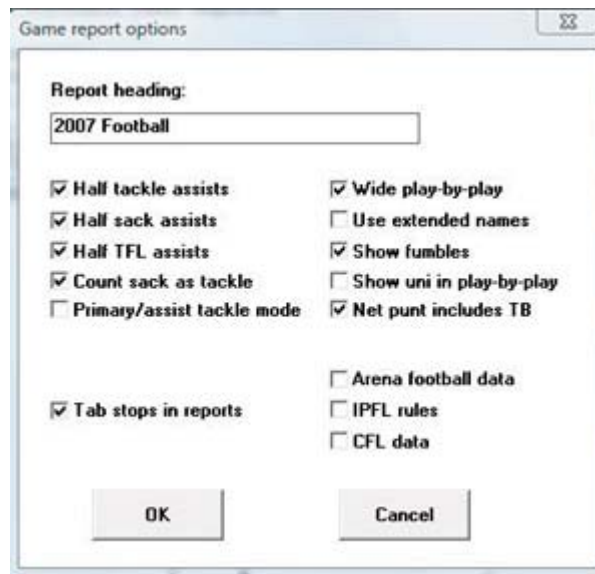 Game report options
Report heading:
2007 Football
Half tackle assists
Wide play-by-play
Half sack assists
Use extended names
Half TFL assists
Show fumbles
Count sack as tackle
Show uni in play-by-play
Primary/assist tackle mode
Net punt includes TB
Arena football data
Tab stops in reports
IPFL rules
CFL data
OK
Cancel